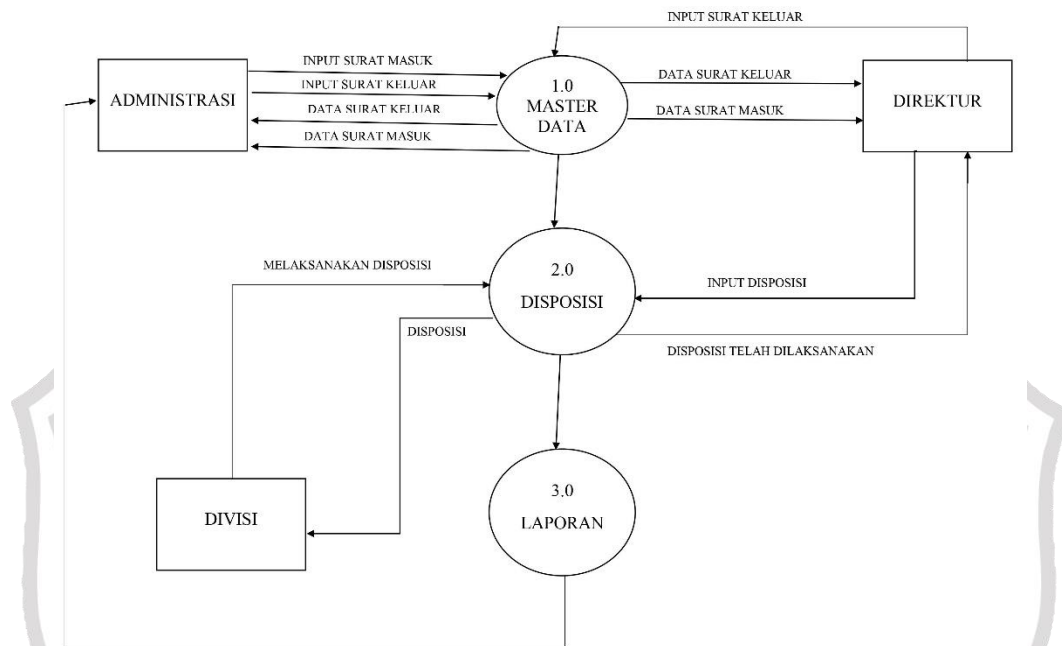 INPUT SURAT KELUAR
INPUT SURAT MASUK
INPUT SURAT KELUAR
DATA SURAT KELUAR
DATA SURAT MASUK
ADMINISTRASI
1.0
MASTER
DATA
DATA SURAT KELUAR
DATA SURAT MASUK
DIREKTUR
MELAKSANAKAN DISPOSISI
2.0
DISPOSISI
INPUT DISPOSISI
DISPOSISI
DISPOSISI TELAH DILAKSANAKAN
DIVISI
3.0
LAPORAN